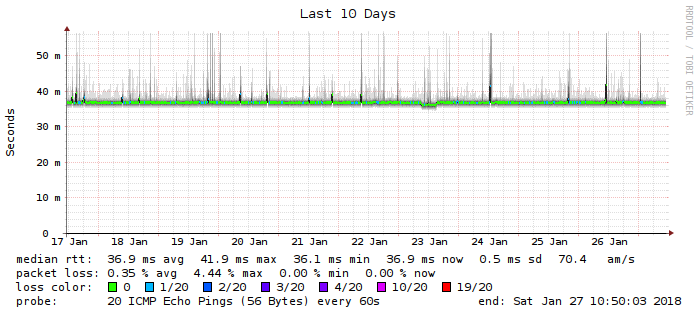 Last 10 Days
RRDTOOL / TOBI OETIKER
Seconds
50 m
40 m
30 m
20 m
10 m
0
17 Jan 18 Jan 19 Jan 20 Jan 21 Jan 22 Jan 23 Jan 24 Jan 25 Jan 26 Jan
median rtt: 36.9 ms avg 41.9 ms max 36.1 ms min 36.9 ms now 0.5 ms sd 70.4 am/s
packet loss: 0.35 % avg 4.44 % max 0.00 % min 0.00 % now
loss color: 0 1/20 2/20 3/20 4/20 10/20 19/20
probe: 20 ICMP Echo Pings (56 Bytes) every 60s end: Sat Jan 27 10:50:03 2018